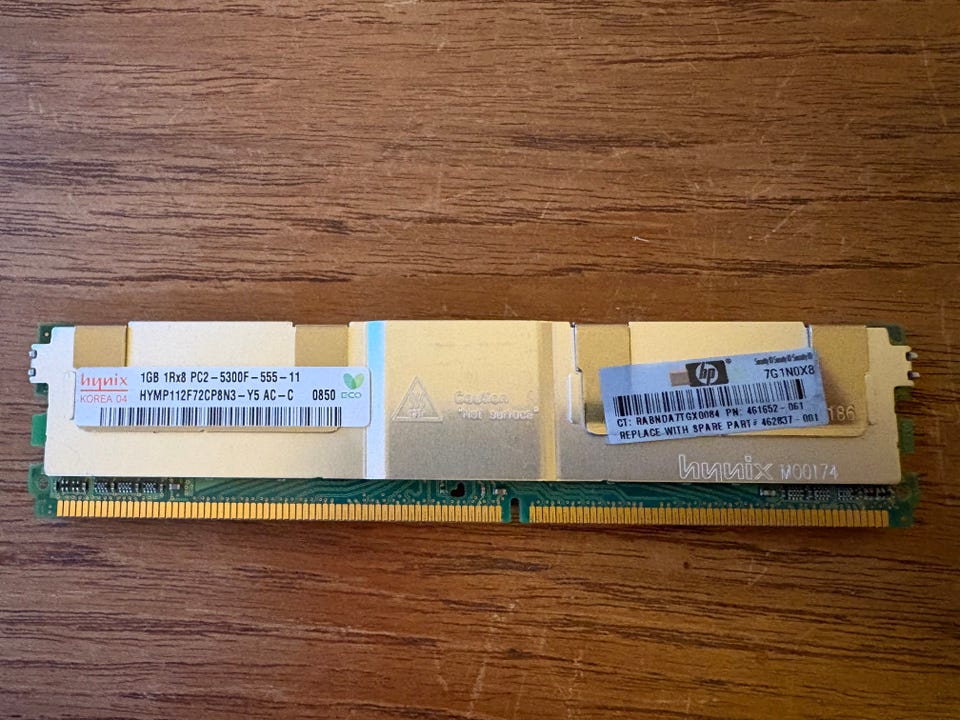 hynix
KOREA 04
1GB 1Rx8 PC2-5300F-555-11
HYMP112F72CP8N3-Y5 AC-C 0850
ECO
Caution
"Hot Surface"
hp
7G1N0X8
CT: RABNDA7TGX0084 PN: 461652-061
REPLACE WITH SPARE PART# 462837-001
186
hynix M00174